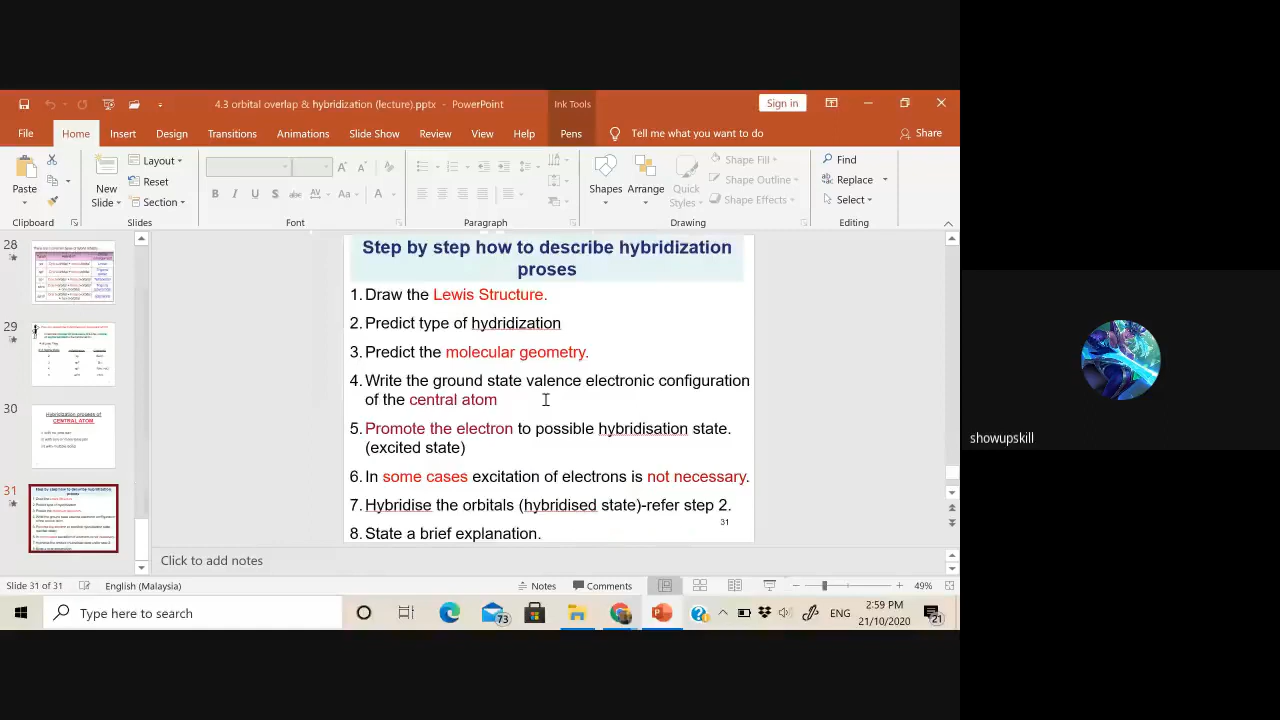 4.3 orbital overlap & hybridization (lecture).pptx - PowerPoint
Ink Tools
Sign in
File Home Insert Design Transitions Animations Slide Show Review View Help Pens Tell me what you want to do Share
Paste
New Slide
Layout
Reset
Section
Shapes
Arrange
Quick Styles
Shape Fill
Shape Outline
Shape Effects
Find
Replace
Select
Clipboard Slides Font Paragraph Drawing Editing
28
29
30
Hybridization process of
CENTRAL ATOM
31
Step by step how to describe hybridization
proses
1. Draw the Lewis Structure.
2. Predict type of hyoridization
3. Predict the molecular geometry.
4. Write the ground state valence electronic configuration
of the central atom
5. Promote the electron to possible hybridisation state.
(excited state)
6. In some cases excitation of electrons is not necessary.
7. Hybridise the orbitals (hybridised state)-refer step 2.
31
8. State a brief explanation.
Click to add notes
Slide 31 of 31
English (Malaysia)
Notes
Comments
49%
Type here to search
73
ENG
2:59 PM
21/10/2020
21
showupskill